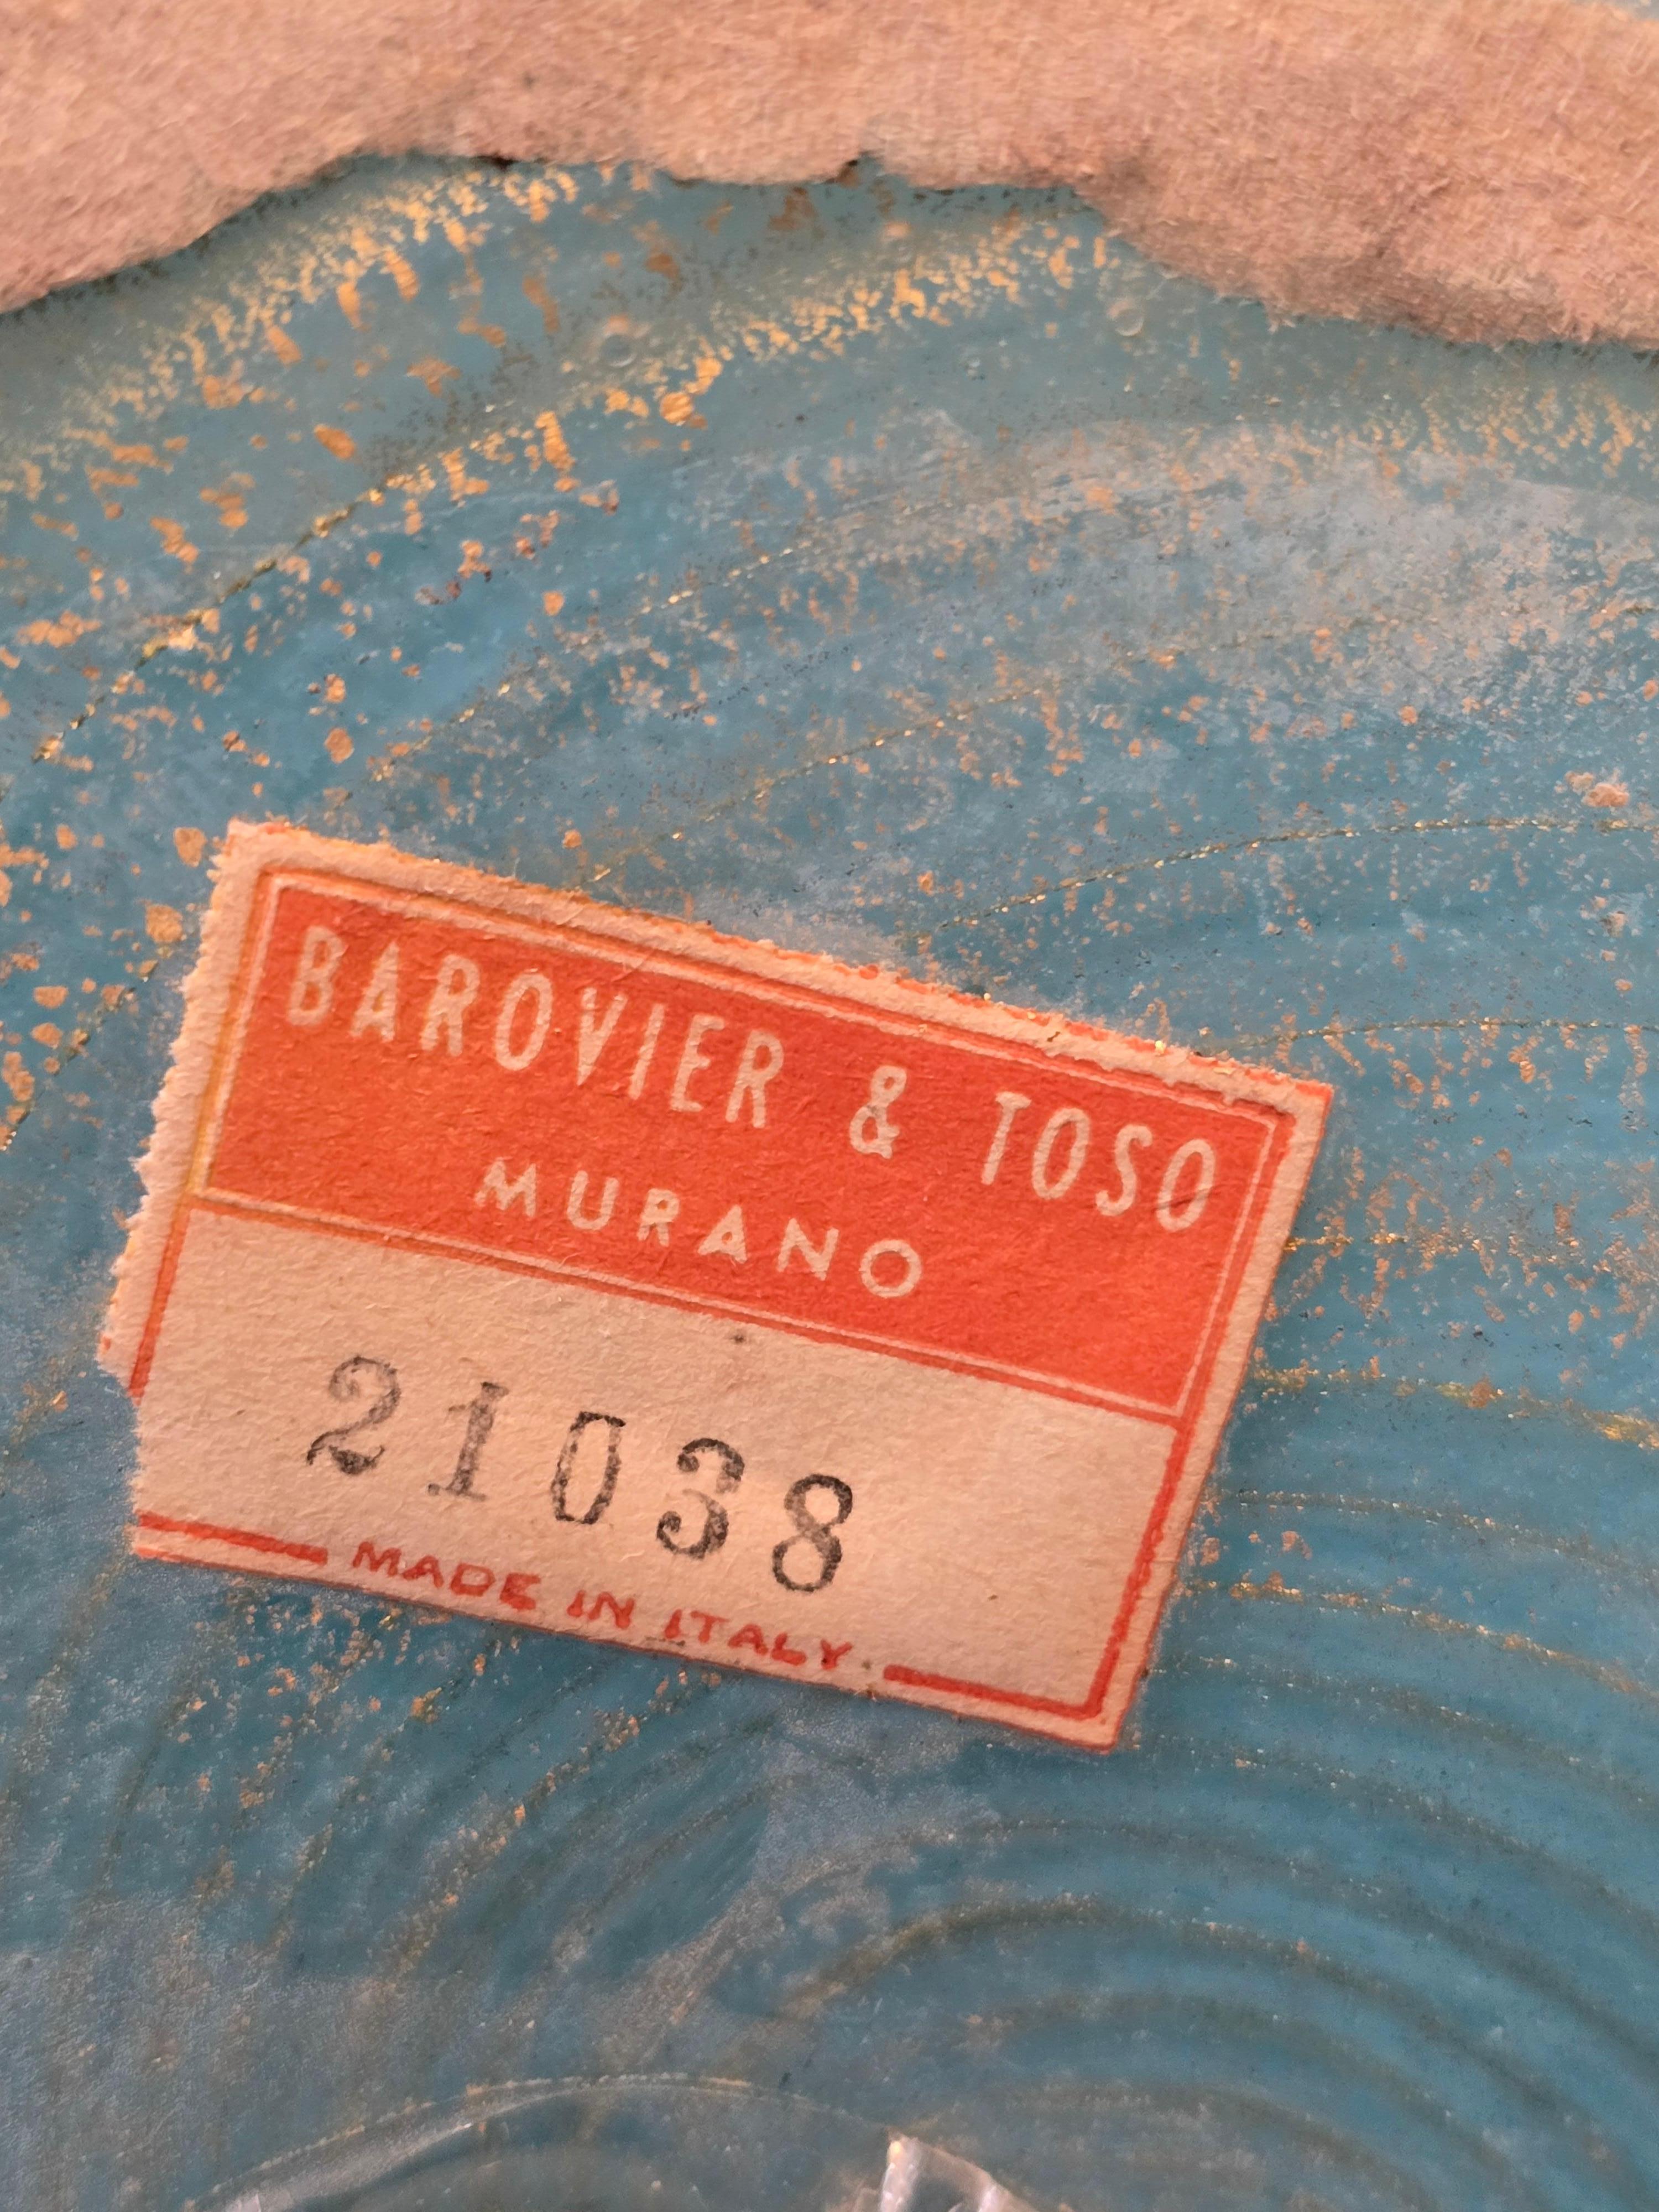 BAROVIER & TOSO
MURANO
21038
MADE IN ITALY